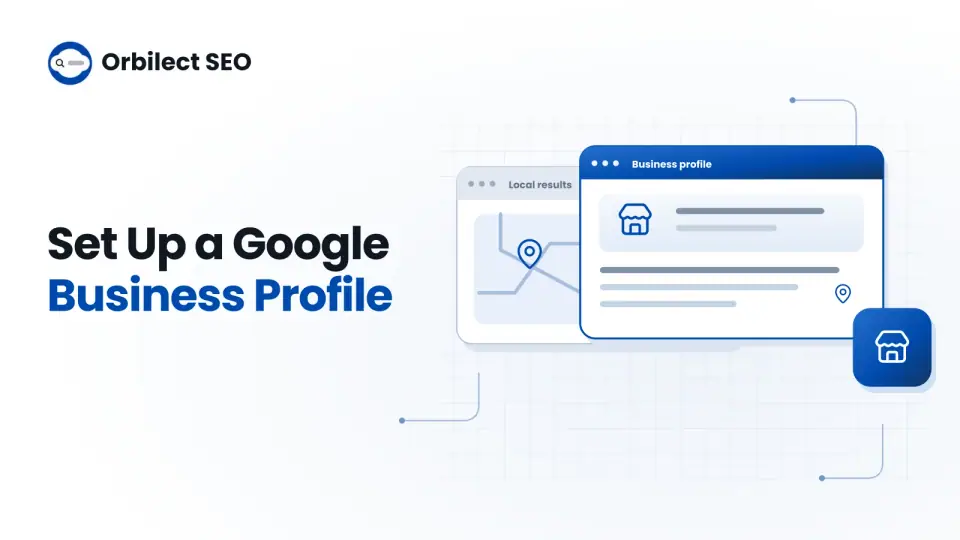 Orbilect SEO
Set Up a Google
Business Profile
Local results
Business profile